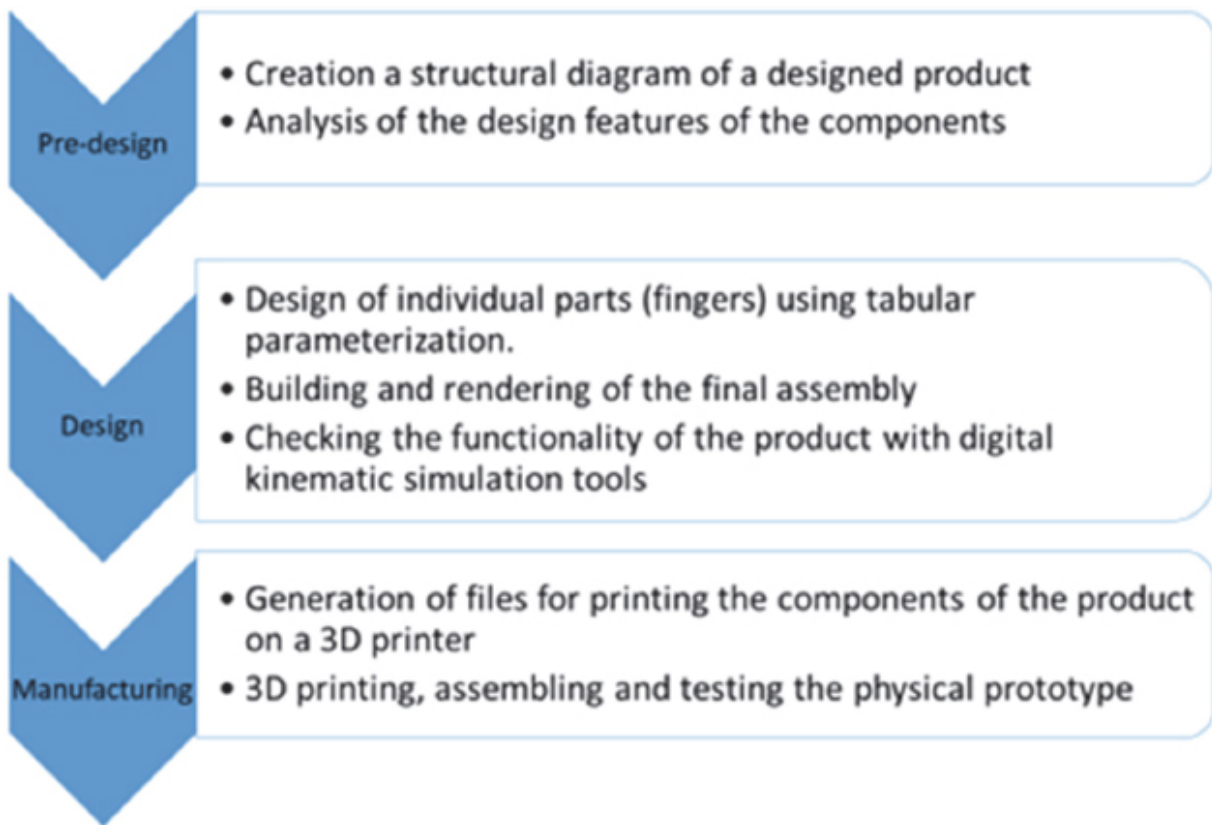 Pre-design
• Creation a structural diagram of a designed product
• Analysis of the design features of the components
Design
• Design of individual parts (fingers) using tabular
parameterization.
• Building and rendering of the final assembly
• Checking the functionality of the product with digital
kinematic simulation tools
Manufacturing
• Generation of files for printing the components of the product
on a 3D printer
• 3D printing, assembling and testing the physical prototype